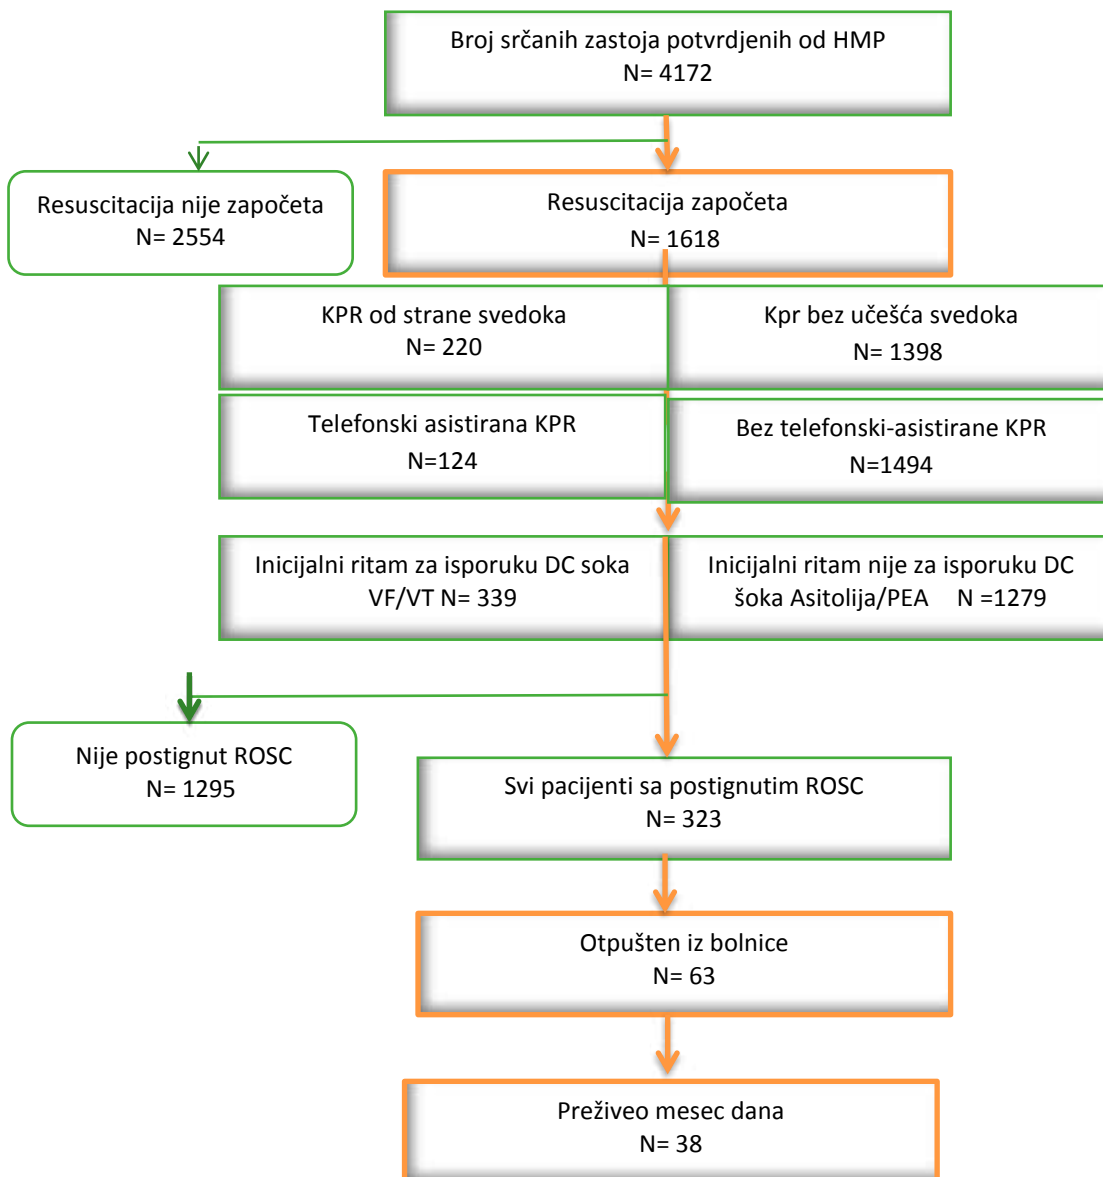 Broj srčanih zastoja potvrdjenih od HMP
N= 4172
Resuscitacija nije započeta
N= 2554
Resuscitacija započeta
N= 1618
KPR od strane svedoka
N= 220
Kpr bez učešća svedoka
N= 1398
Telefonski asistirana KPR
N=124
Bez telefonski-asistirane KPR
N=1494
Inicijalni ritam za isporuku DC soka
VF/VT N= 339
Inicijalni ritam nije za isporuku DC
šoka Asitolija/PEA N =1279
Nije postignut ROSC
N= 1295
Svi pacijenti sa postignutim ROSC
N= 323
Otpušten iz bolnice
N= 63
Preživeo mesec dana
N= 38